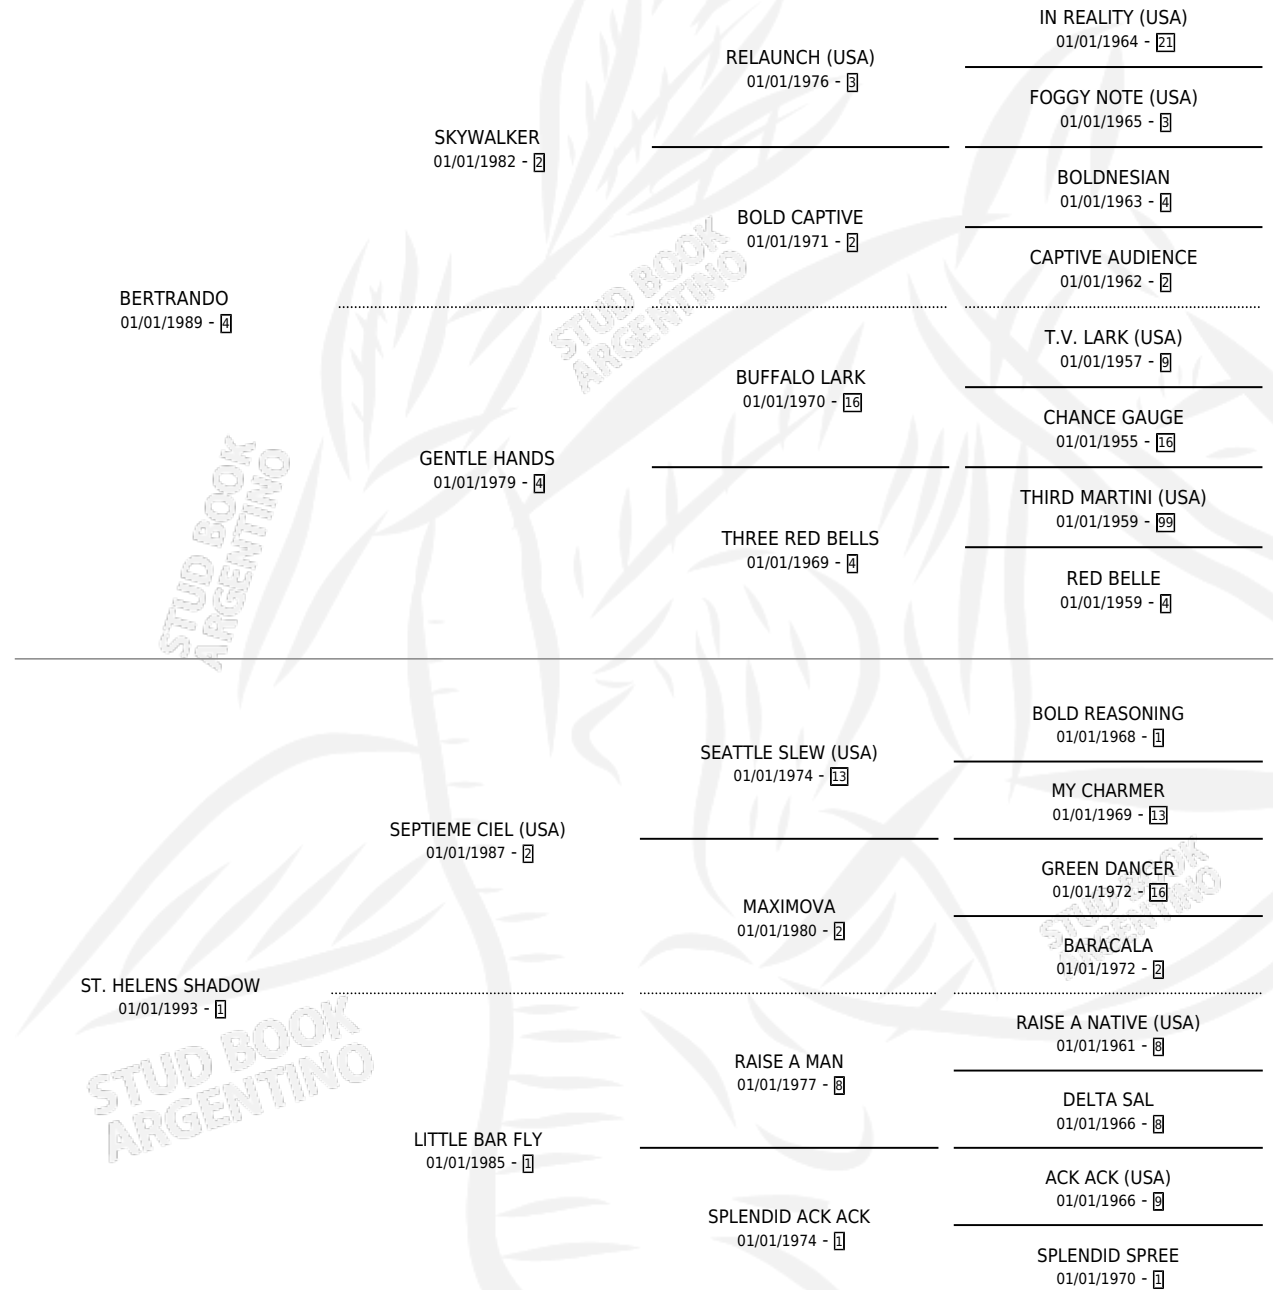 BERTRANDO
01/01/1989 - 4
SKYWALKER
01/01/1982 - 2
GENTLE HANDS
01/01/1979 - 4
RELAUNCH (USA)
01/01/1976 - 3
BOLD CAPTIVE
01/01/1971 - 2
BUFFALO LARK
01/01/1970 - 16
THREE RED BELLS
01/01/1969 - 4
IN REALITY (USA)
01/01/1964 - 21
FOGGY NOTE (USA)
01/01/1965 - 3
BOLDNESIAN
01/01/1963 - 4
CAPTIVE AUDIENCE
01/01/1962 - 2
T.V. LARK (USA)
01/01/1957 - 9
CHANCE GAUGE
01/01/1955 - 16
THIRD MARTINI (USA)
01/01/1959 - 99
RED BELLE
01/01/1959 - 4
ST. HELENS SHADOW
01/01/1993 - 1
SEPTIEME CIEL (USA)
01/01/1987 - 2
LITTLE BAR FLY
01/01/1985 - 1
SEATTLE SLEW (USA)
01/01/1974 - 13
MAXIMOVA
01/01/1980 - 2
RAISE A MAN
01/01/1977 - 8
SPLENDID ACK ACK
01/01/1974 - 1
BOLD REASONING
01/01/1968 - 1
MY CHARMER
01/01/1969 - 13
GREEN DANCER
01/01/1972 - 16
BARACALA
01/01/1972 - 2
RAISE A NATIVE (USA)
01/01/1961 - 8
DELTA SAL
01/01/1966 - 8
ACK ACK (USA)
01/01/1966 - 9
SPLENDID SPREE
01/01/1970 - 1
STUD BOOK
ARGENTINO
STUD BOOK
ARGENTINO
STUD BOOK
ARGENTINO
STUD BOOK
ARGENTINO